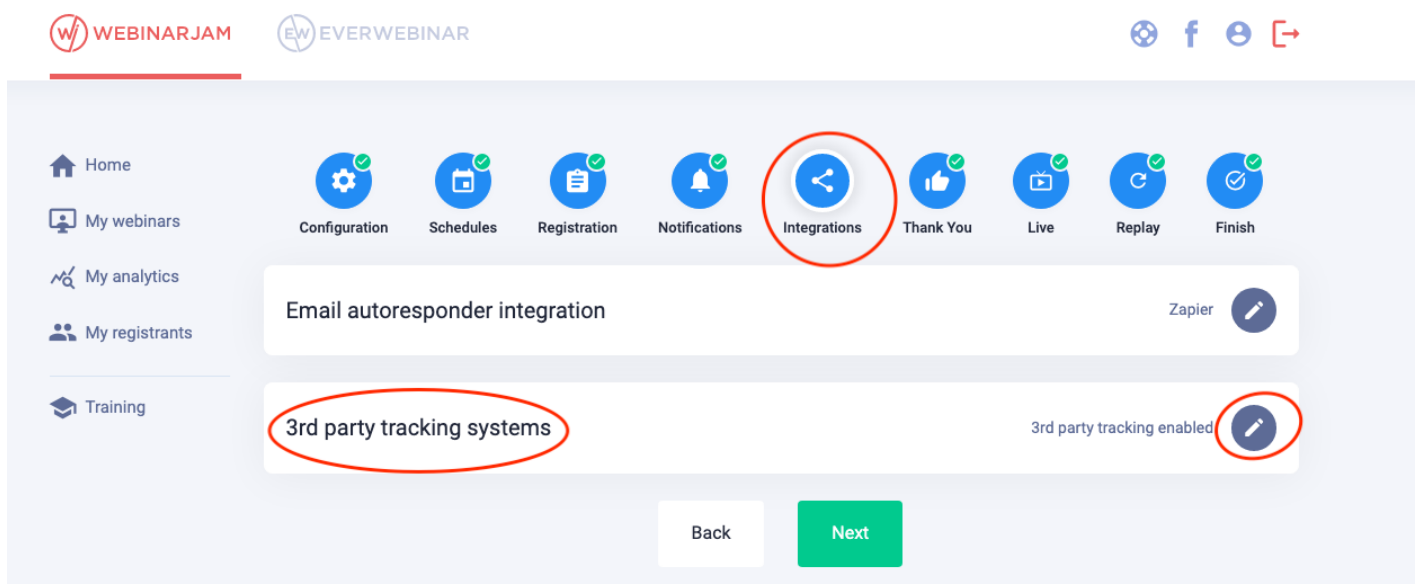 WEBINARJAM
EVERWEBINAR
Home
My webinars
My analytics
My registrants
Training
Configuration
Schedules
Registration
Notifications
Integrations
Thank You
Live
Replay
Finish
Email autoresponder integration
Zapier
3rd party tracking systems
3rd party tracking enabled
Back
Next